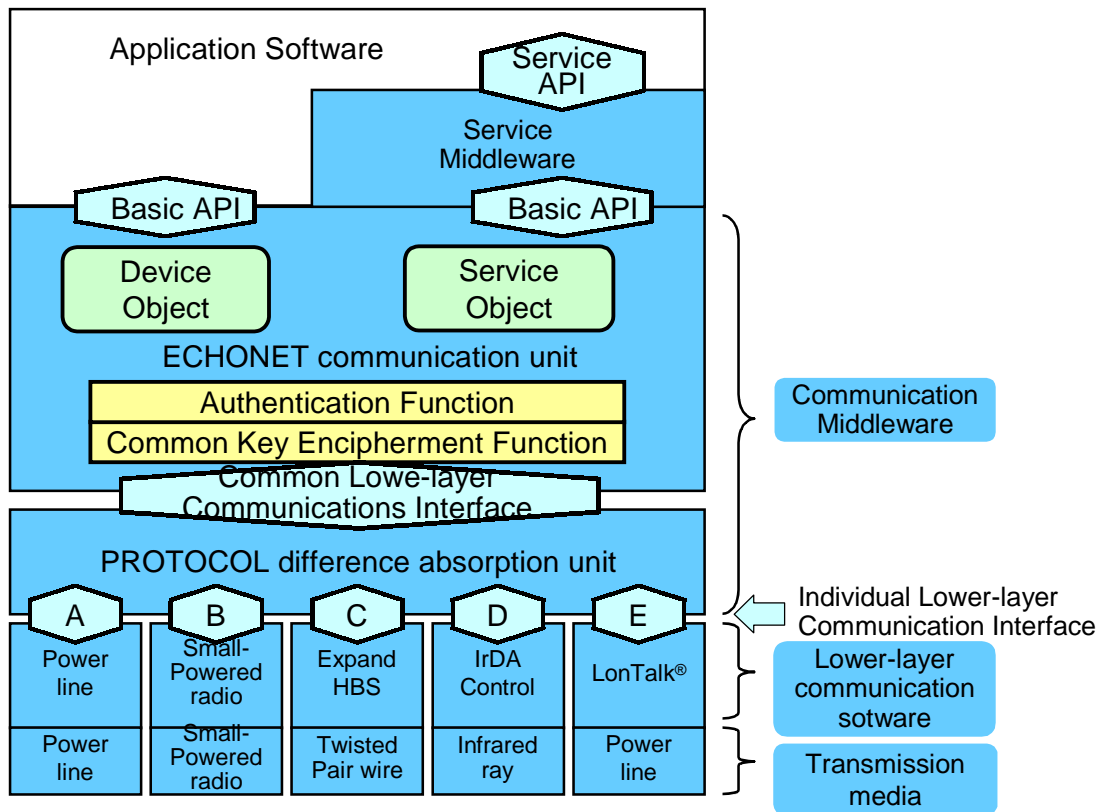 Application Software
Service
API
Service
Middleware
Basic API
Basic API
Device
Object
Service
Object
ECHONET communication unit
Authentication Function
Common Key Encipherment Function
Common Lowe-layer
Communications Interface
PROTOCOL difference absorption unit
Communication
Middleware
A
B
C
D
E
Individual Lower-layer
Communication Interface
Power
line
Small-
Powered
radio
Expand
HBS
IrDA
Control
LonTalk®
Lower-layer
communication
sotware
Power
line
Small-
Powered
radio
Twisted
Pair wire
Infrared
ray
Power
line
Transmission
media